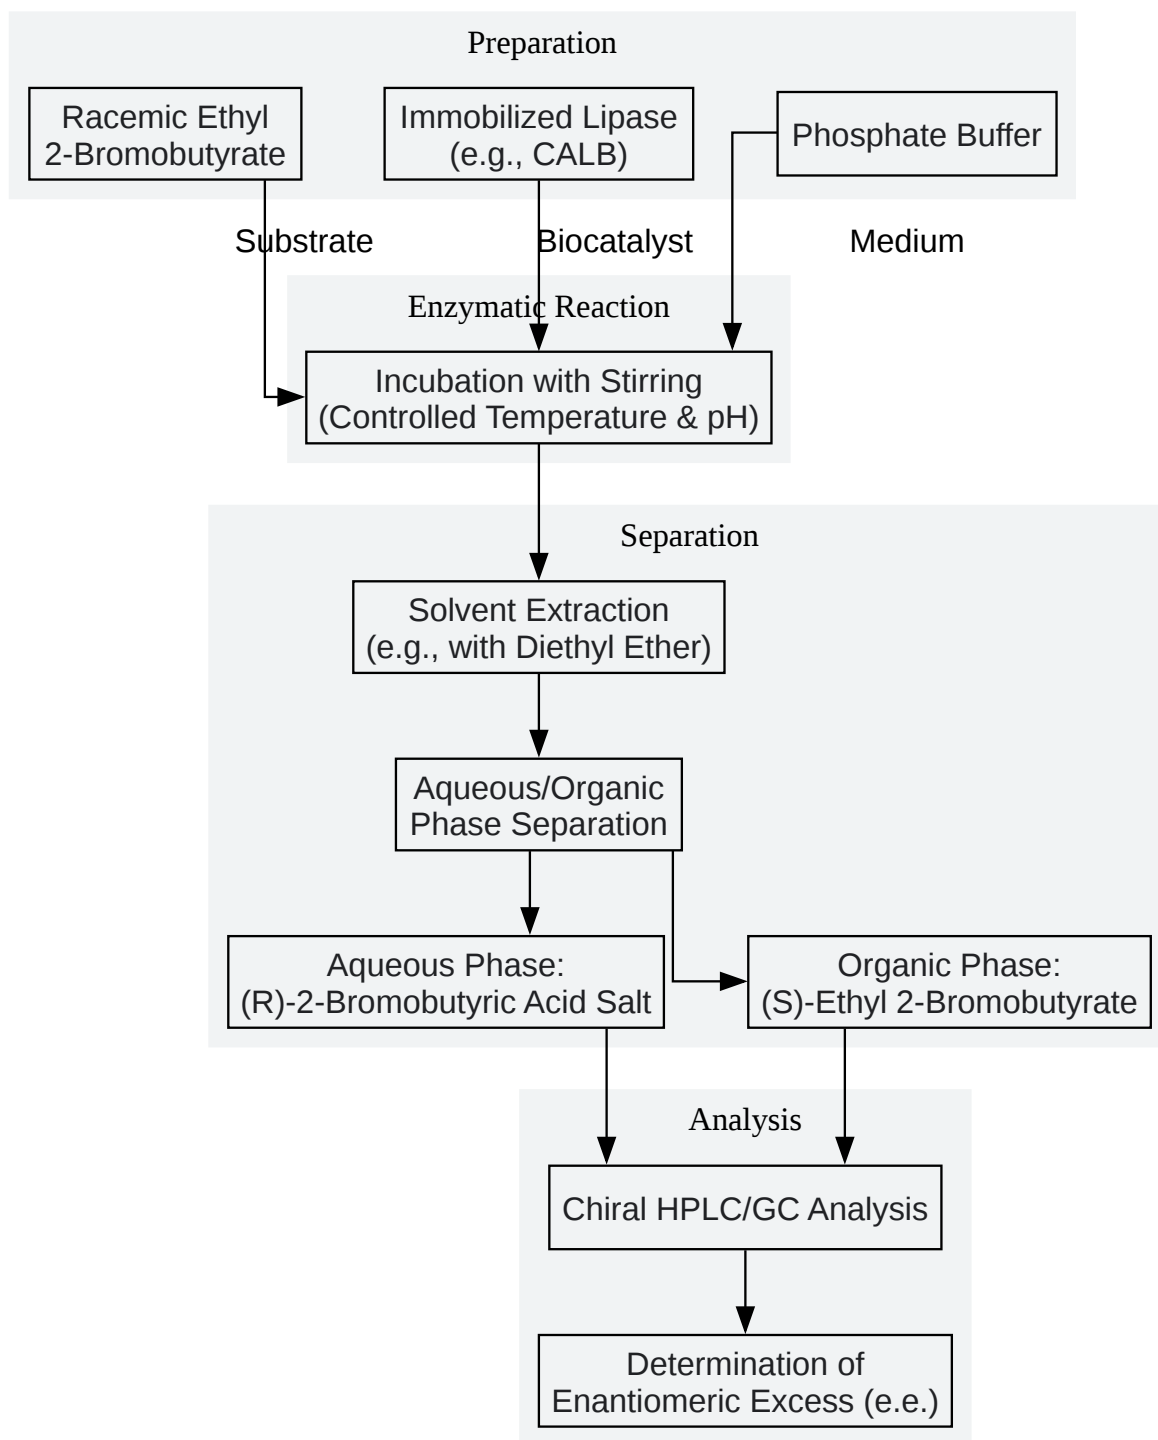 Preparation
Racemic Ethyl
2-Bromobutyrate
Immobilized Lipase
(e.g., CALB)
Phosphate Buffer
Substrate
Biocatalyst
Medium
Enzymatic Reaction
Incubation with Stirring
(Controlled Temperature & pH)
Separation
Solvent Extraction
(e.g., with Diethyl Ether)
Aqueous/Organic
Phase Separation
Aqueous Phase:
(R)-2-Bromobutyric Acid Salt
Organic Phase:
(S)-Ethyl 2-Bromobutyrate
Analysis
Chiral HPLC/GC Analysis
Determination of
Enantiomeric Excess (e.e.)